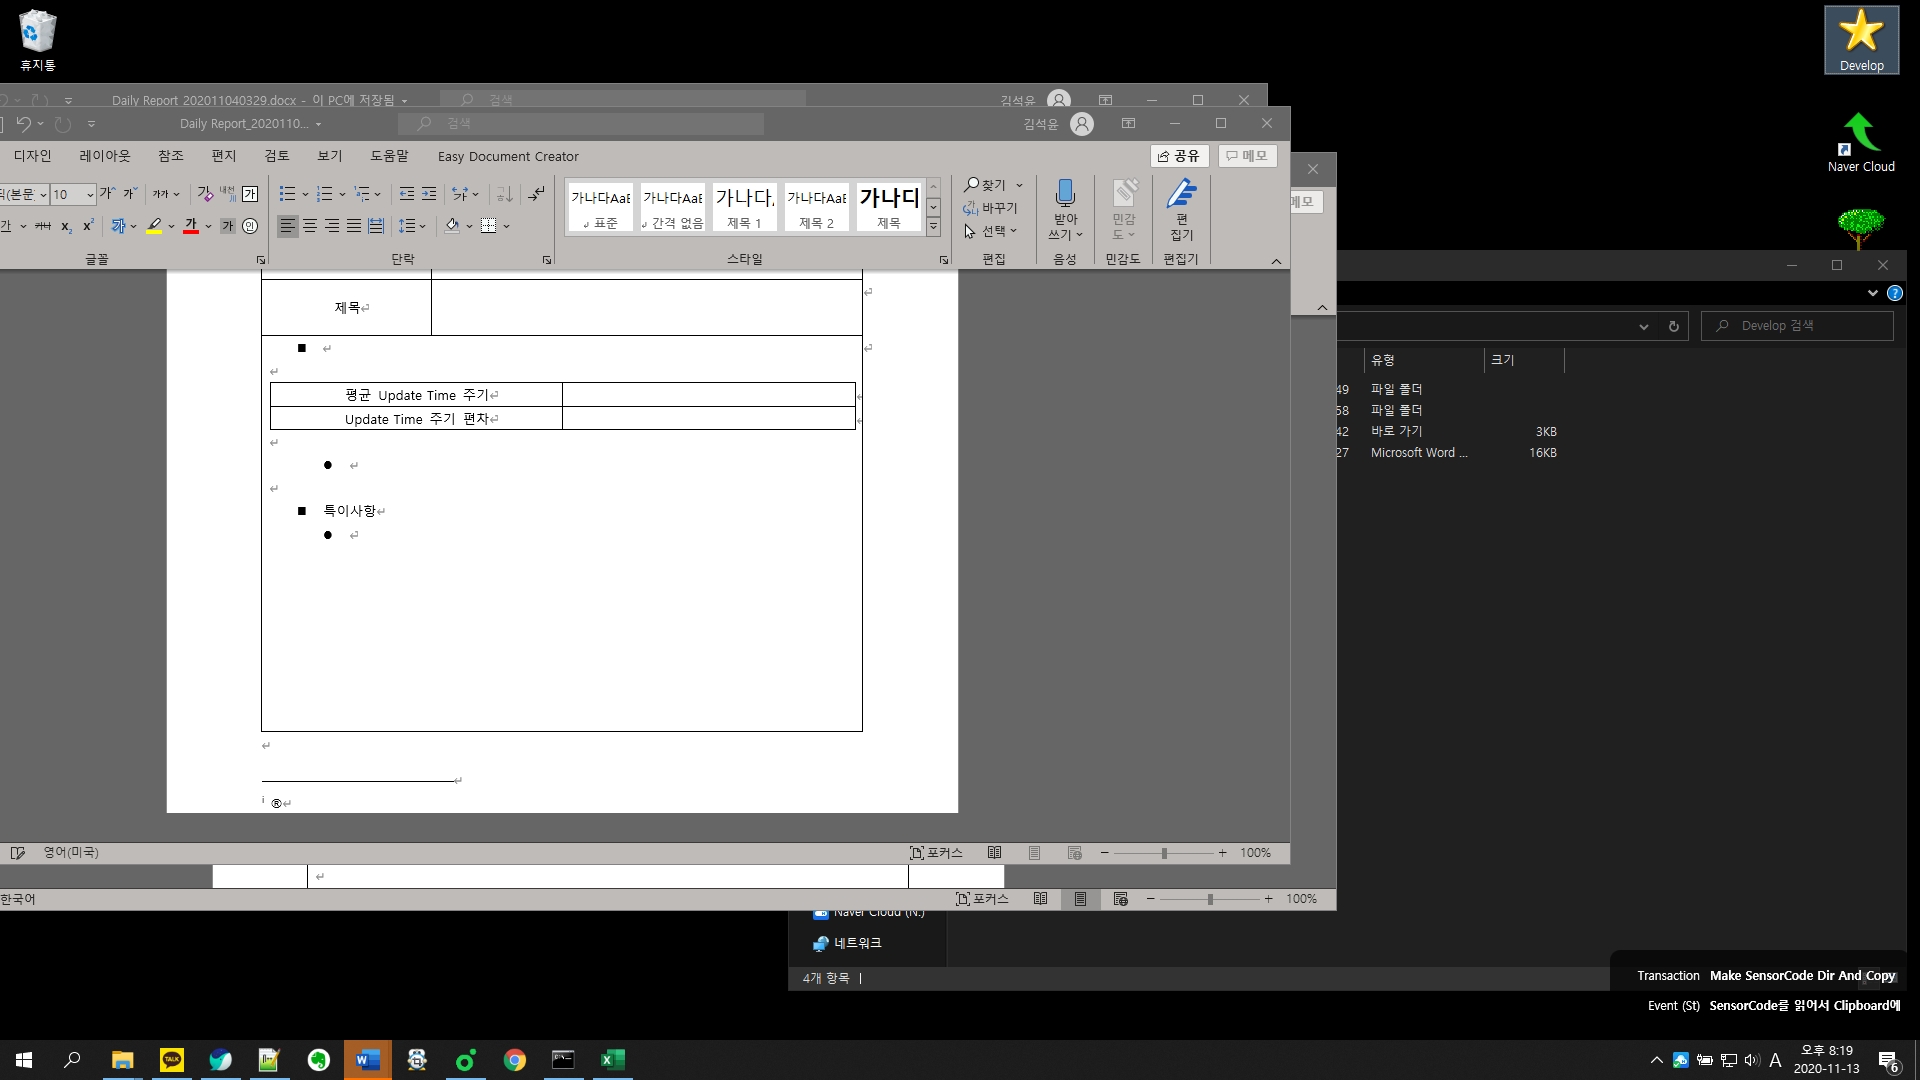 휴지통
Develop
Naver Cloud
Daily Report_202011040329.docx - 이 PC에 저장됨
검색
김석윤
Daily Report_2020110...
검색
김석윤
디자인 레이아웃 참조 편지 검토 보기 도움말 Easy Document Creator
공유 메모
10
가나다AaB 가나다AaB 가나다 가나다AaB 가나다
표준 간격 없음 제목 1 제목 2 제목
찾기
바꾸기
선택
받아
쓰기
민감
도
편
집기
글꼴 단락 스타일 편집 음성 민감도 편집기
메모
제목
평균 Update Time 주기
Update Time 주기 편차
특이사항
i ®
영어(미국)
포커스
100%
한국어
포커스
100%
Develop 검색
유형 크기
49 파일 폴더
58 파일 폴더
42 바로 가기 3KB
27 Microsoft Word ... 16KB
Naver Cloud (N:)
네트워크
4개 항목
Transaction Make SensorCode Dir And Copy
Event (St) SensorCode를 읽어서 Clipboard에
TALK
A
오후 8:19
2020-11-13
6